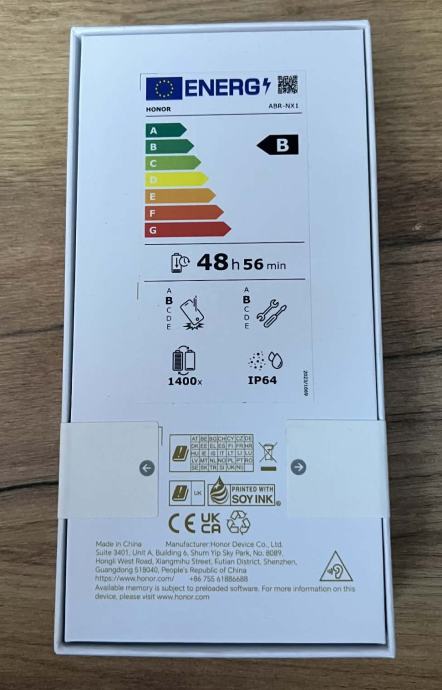 ENERG
HONOR ABR-NX1
A
B
C
D
E
F
G
B
48 h 56 min
A
B
C
D
E
A
B
C
D
E
1400x
IP64
2023/1669
AT BE BG CH CY CZ DE
DK EE EL ES FI FR HR
HU IE IS IT LT LI LU
LV MT NL NO PL PT RO
SE SK TR SI UK(NI)
UK
PRINTED WITH
SOY INK
CE UK
CA
Made in China Manufacturer:Honor Device Co., Ltd.
Suite 3401, Unit A, Building 6, Shum Yip Sky Park, No. 8089,
Hongli West Road, Xiangmihu Street, Futian District, Shenzhen,
Guangdong 518040, People's Republic of China
https://www.honor.com/ +86 755 61886688
Available memory is subject to preloaded software. For more information on this
device, please visit www.honor.com